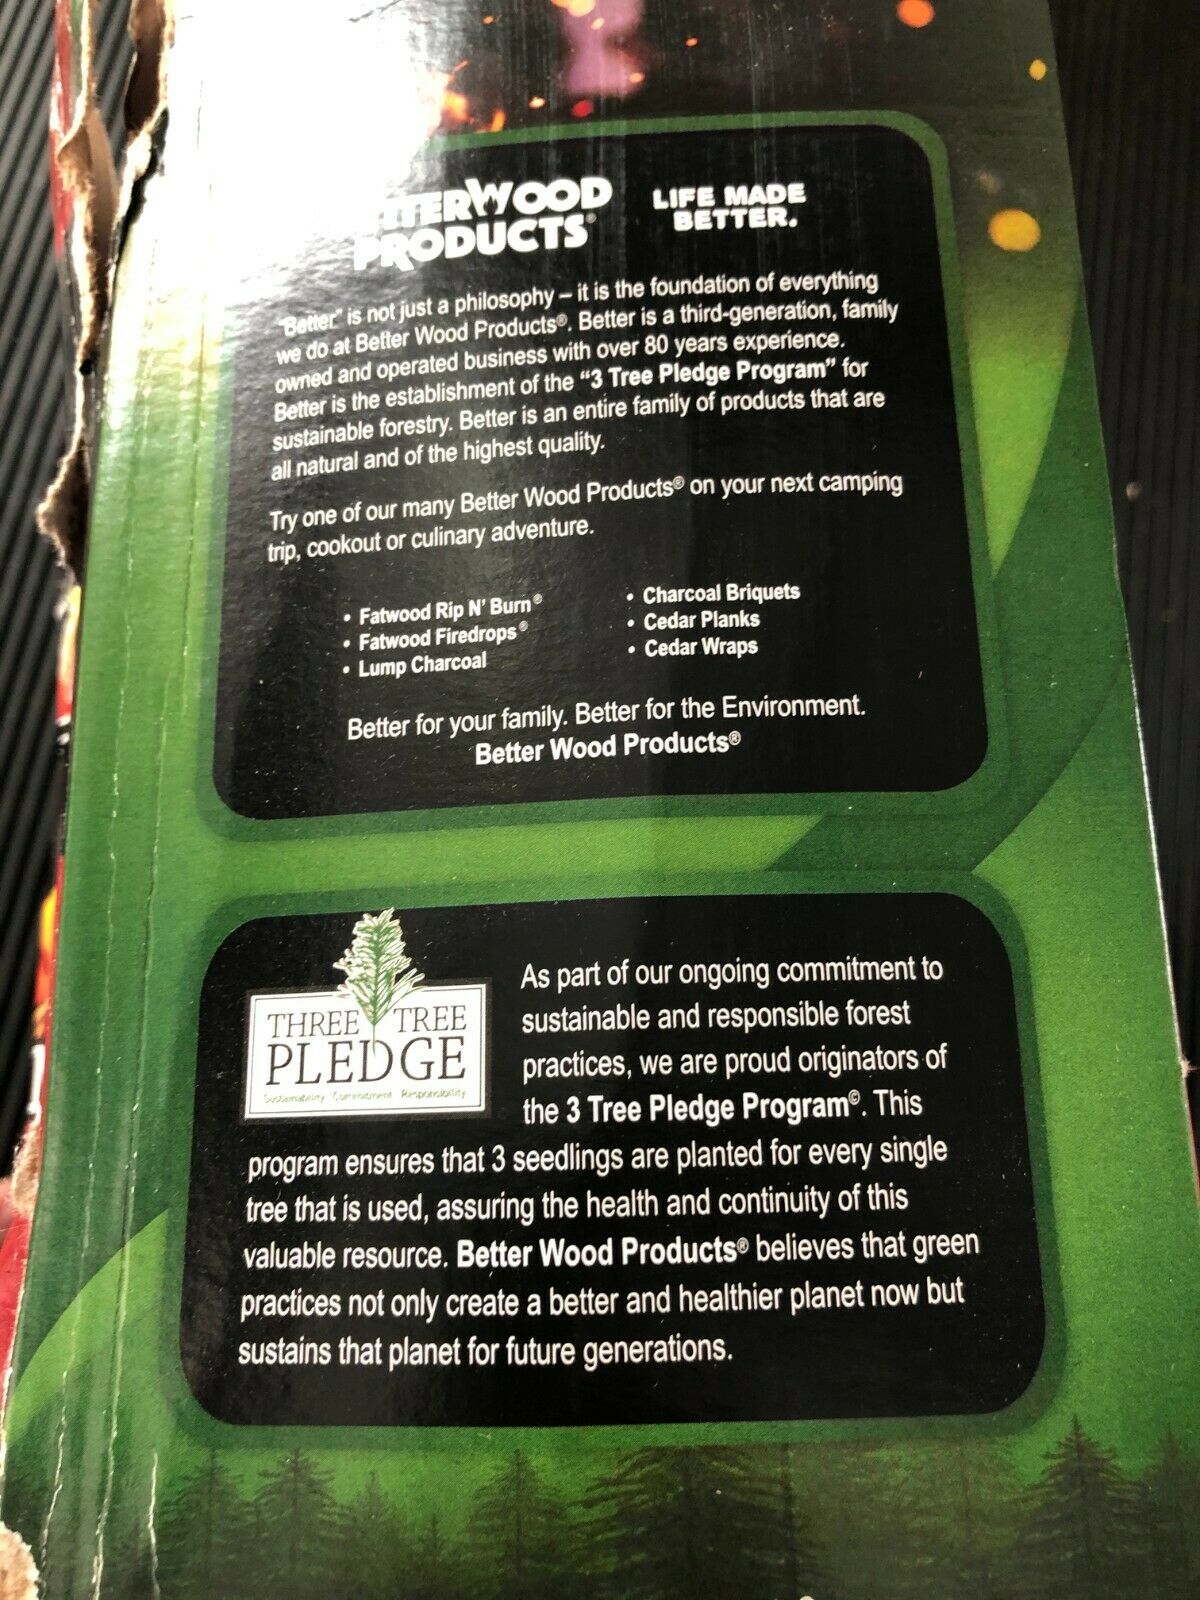 BETTERWOOD
PRODUCTS®
LIFE MADE
BETTER.
"Better" is not just a philosophy – it is the foundation of everything
we do at Better Wood Products®. Better is a third-generation, family
owned and operated business with over 80 years experience.
Better is the establishment of the "3 Tree Pledge Program" for
sustainable forestry. Better is an entire family of products that are
all natural and of the highest quality.
Try one of our many Better Wood Products® on your next camping
trip, cookout or culinary adventure.
• Fatwood Rip N' Burn®
• Fatwood Firedrops®
• Lump Charcoal
• Charcoal Briquets
• Cedar Planks
• Cedar Wraps
Better for your family. Better for the Environment.
Better Wood Products®
THREE TREE
PLEDGE
Sustainability Commitment Responsibility
As part of our ongoing commitment to
sustainable and responsible forest
practices, we are proud originators of
the 3 Tree Pledge Program©. This
program ensures that 3 seedlings are planted for every single
tree that is used, assuring the health and continuity of this
valuable resource. Better Wood Products® believes that green
practices not only create a better and healthier planet now but
sustains that planet for future generations.